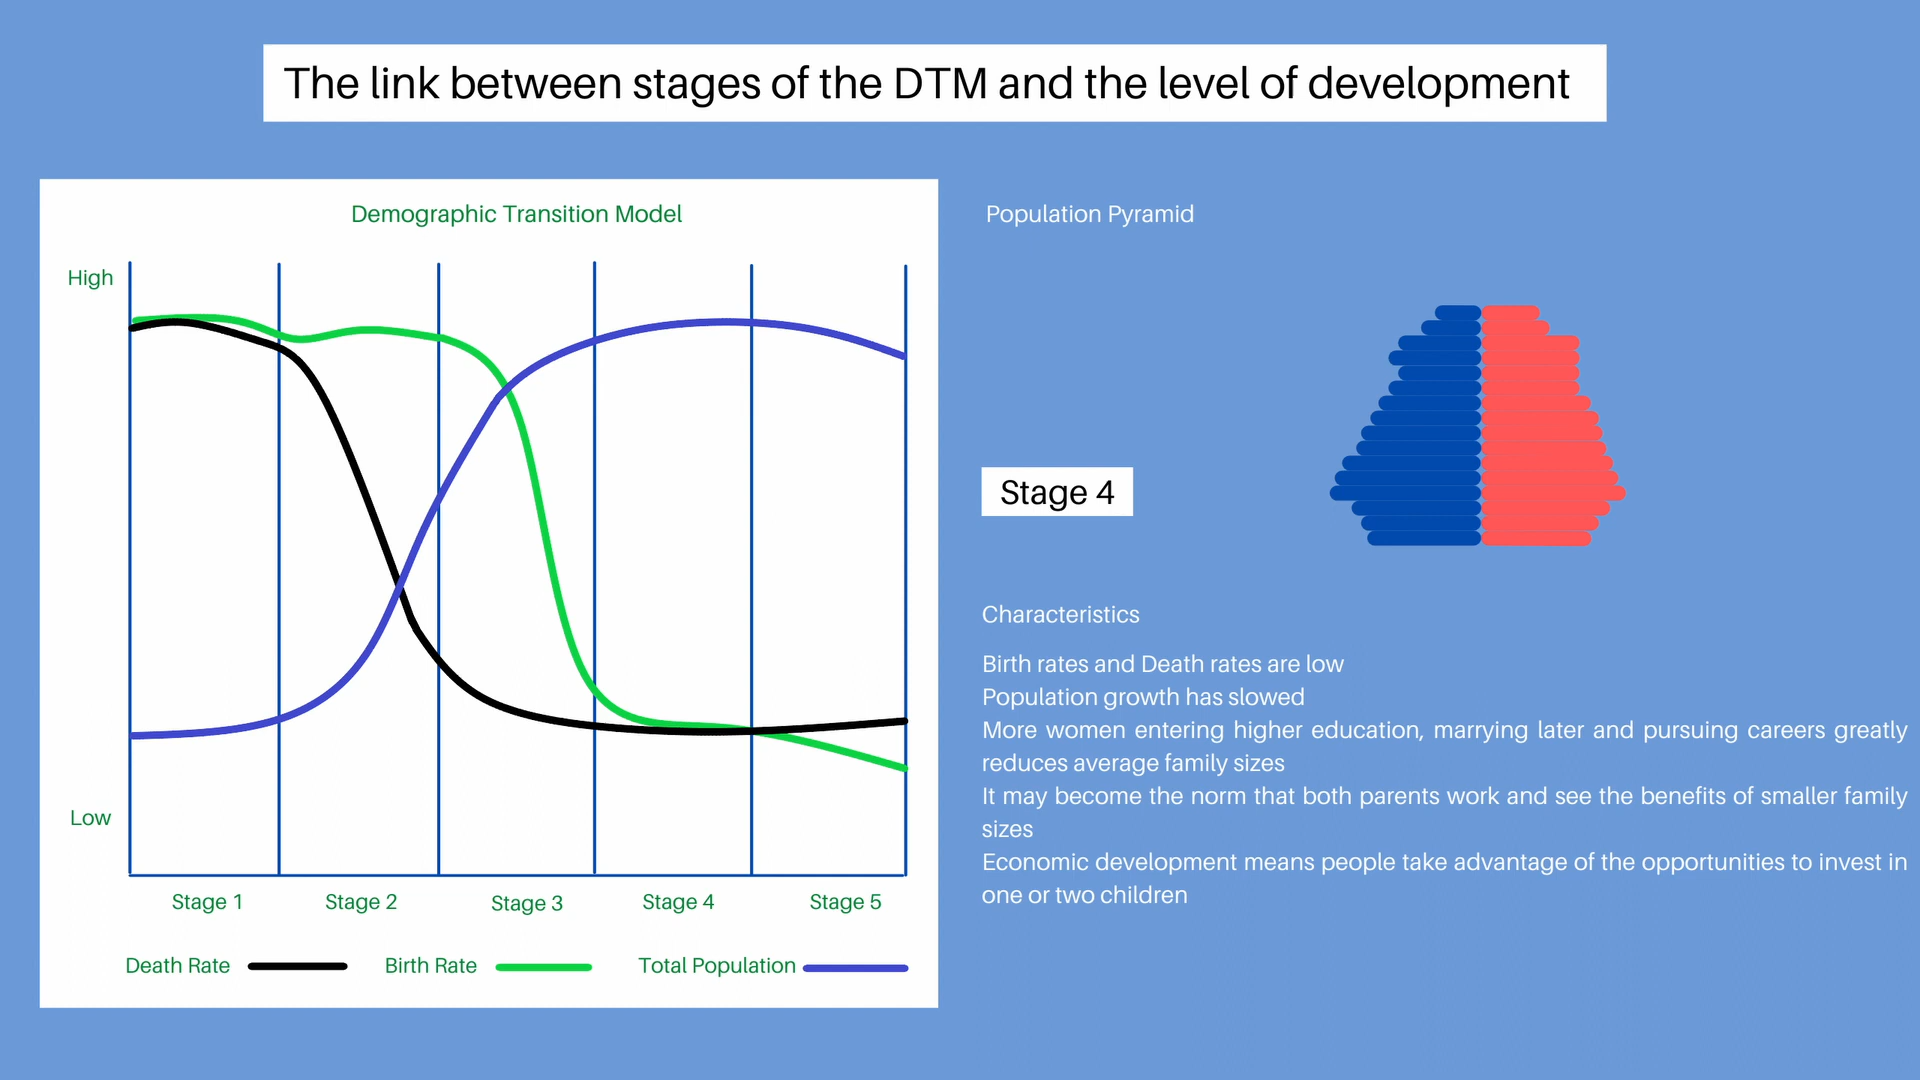 The link between stages of the DTM and the level of development
Demographic Transition Model
High
Low
Stage 1
Stage 2
Stage 3
Stage 4
Stage 5
Death Rate
Birth Rate
Total Population
Population Pyramid
Stage 4
Characteristics
Birth rates and Death rates are low
Population growth has slowed
More women entering higher education, marrying later and pursuing careers greatly
reduces average family sizes
It may become the norm that both parents work and see the benefits of smaller family
sizes
Economic development means people take advantage of the opportunities to invest in
one or two children